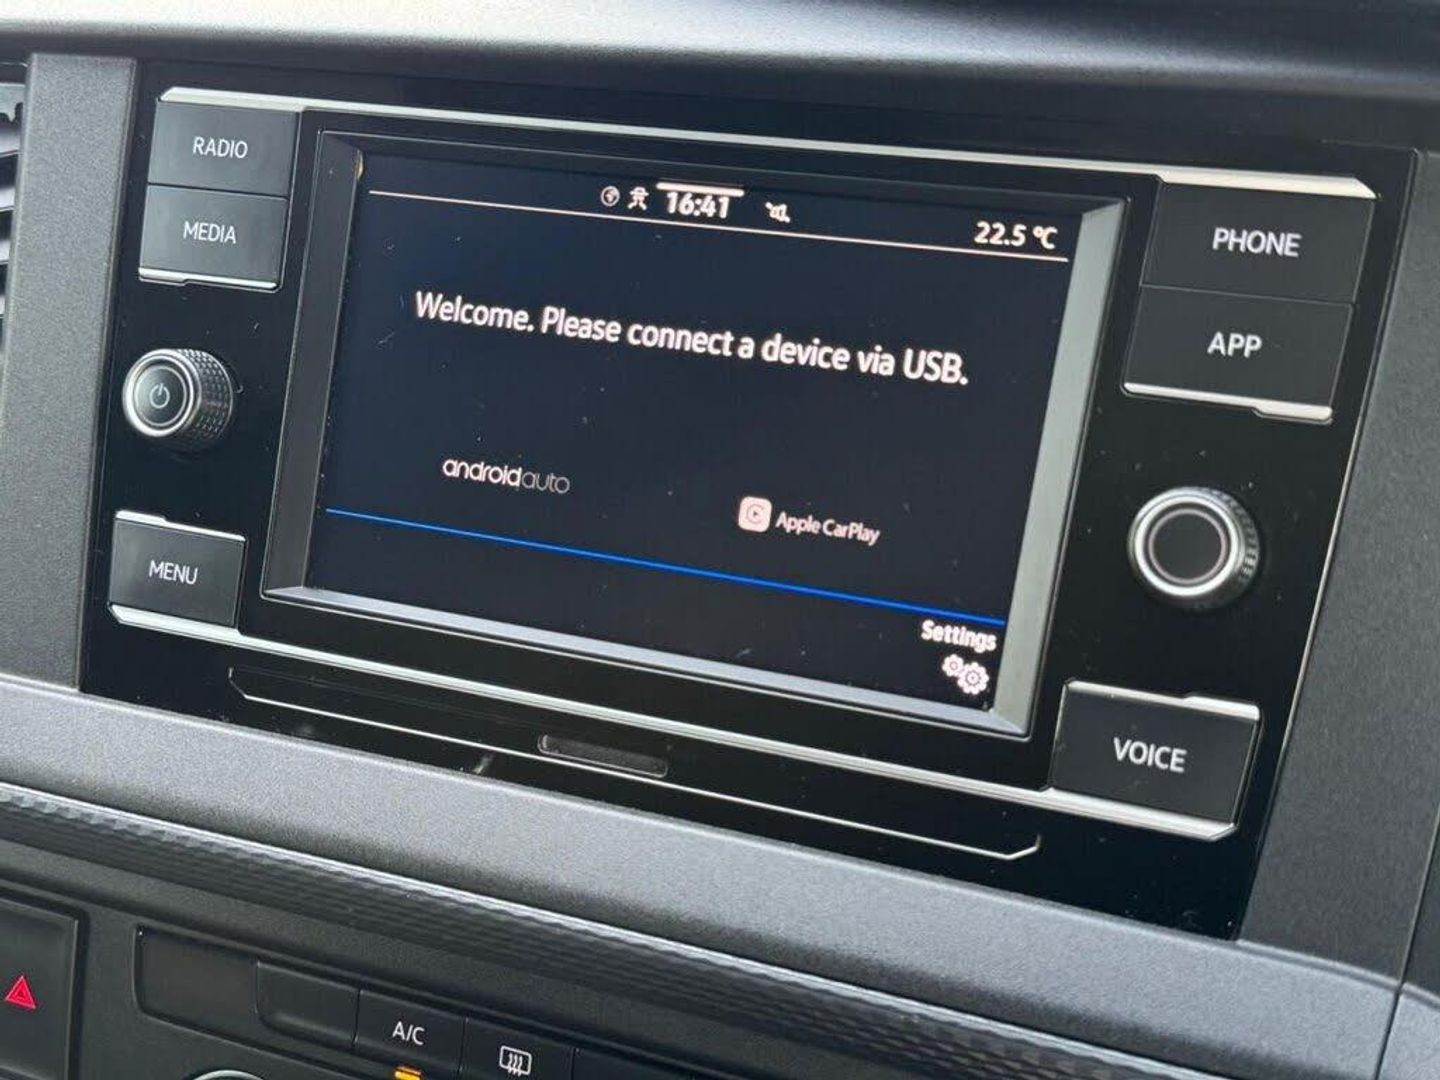 RADIO
MEDIA
MENU
16:41
22.5 °C
Welcome. Please connect a device via USB.
androidauto
Apple CarPlay
Settings
PHONE
APP
VOICE
A/C